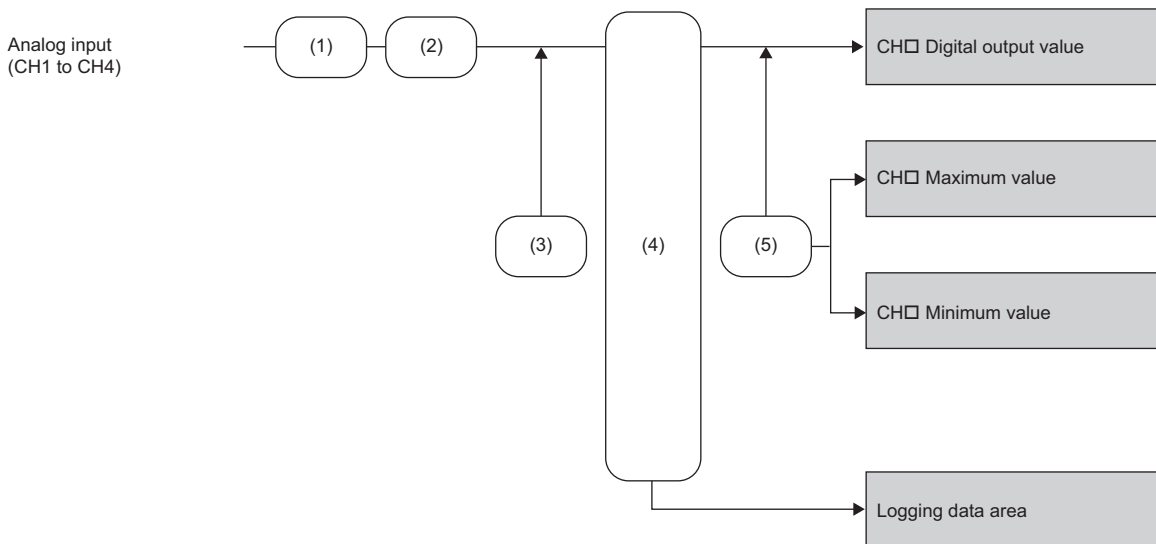 Analog input
(CH1 to CH4)
(1)
(2)
(3)
(4)
(5)
CH□ Digital output value
CH□ Maximum value
CH□ Minimum value
Logging data area